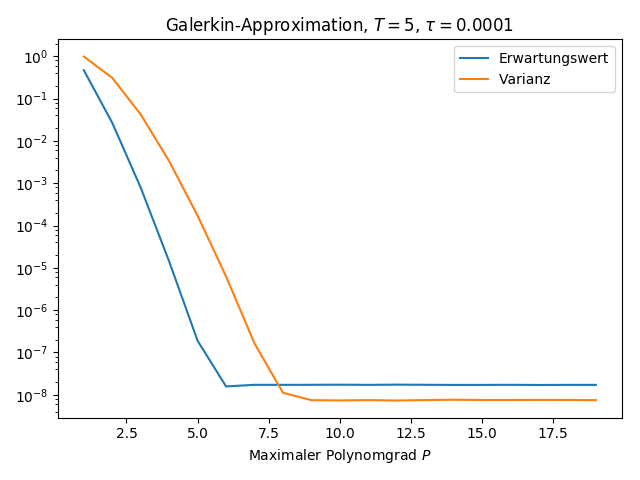 Galerkin-Approximation, $T = 5$, $\tau = 0.0001$
Erwartungswert
Varianz
10⁰
10⁻¹
10⁻²
10⁻³
10⁻⁴
10⁻⁵
10⁻⁶
10⁻⁷
10⁻⁸
2.5 5.0 7.5 10.0 12.5 15.0 17.5
Maximaler Polynomgrad $P$